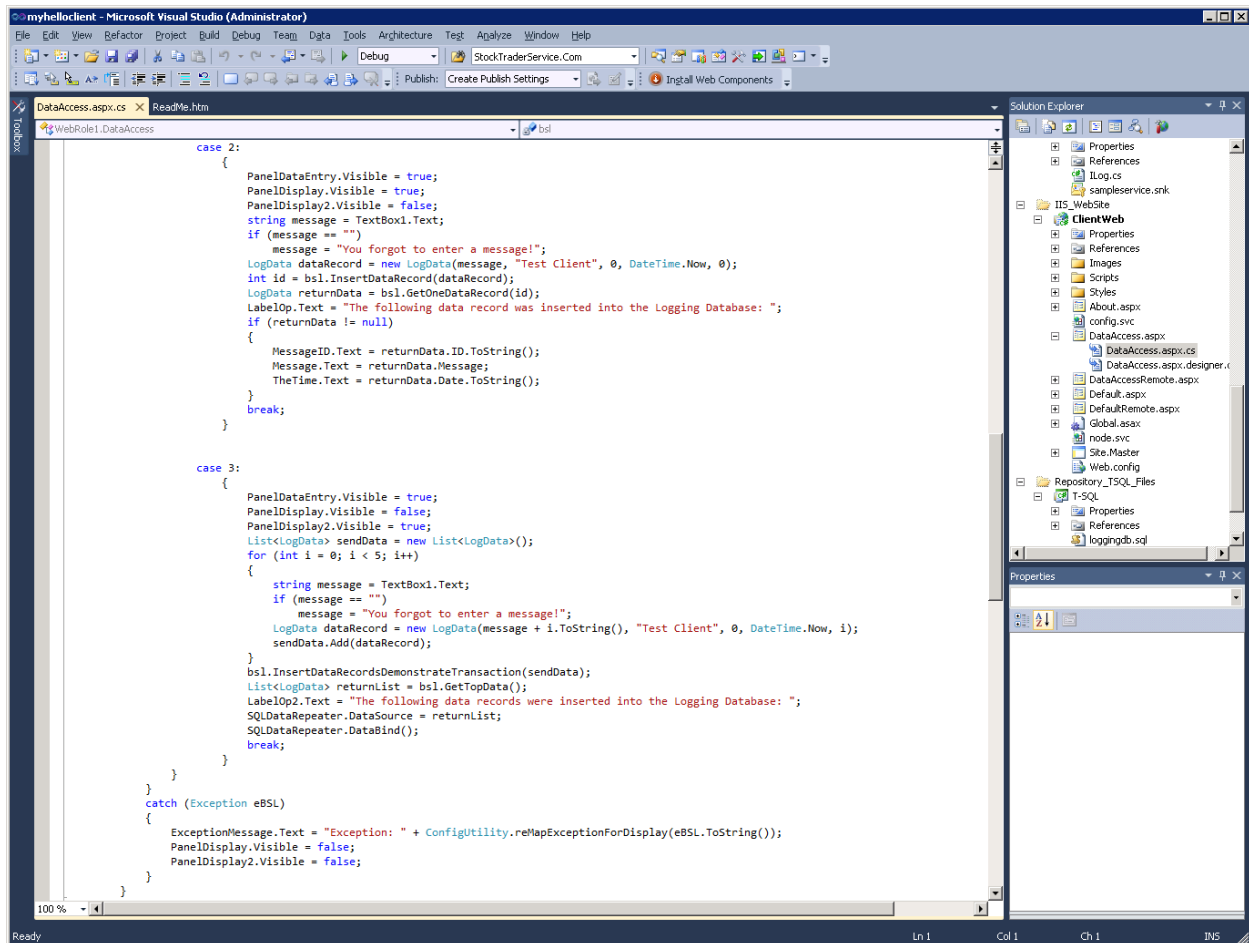 myhelloclient - Microsoft Visual Studio (Administrator)
File Edit View Refactor Project Build Debug Team Data Tools Architecture Test Analyze Window Help
Debug StockTraderService.Com
Publish: Create Publish Settings Install Web Components
Toolbox
DataAccess.aspx.cs ReadMe.htm
WebRole1.DataAccess bsl
case 2:
{
PanelDataEntry.Visible = true;
PanelDisplay.Visible = true;
PanelDisplay2.Visible = false;
string message = TextBox1.Text;
if (message == "")
message = "You forgot to enter a message!";
LogData dataRecord = new LogData(message, "Test Client", 0, DateTime.Now, 0);
int id = bsl.InsertDataRecord(dataRecord);
LogData returnData = bsl.GetOneDataRecord(id);
LabelOp.Text = "The following data record was inserted into the Logging Database: ";
if (returnData != null)
{
MessageID.Text = returnData.ID.ToString();
Message.Text = returnData.Message;
TheTime.Text = returnData.Date.ToString();
}
break;
}
case 3:
{
PanelDataEntry.Visible = true;
PanelDisplay.Visible = false;
PanelDisplay2.Visible = true;
List<LogData> sendData = new List<LogData>();
for (int i = 0; i < 5; i++)
{
string message = TextBox1.Text;
if (message == "")
message = "You forgot to enter a message!";
LogData dataRecord = new LogData(message + i.ToString(), "Test Client", 0, DateTime.Now, i);
sendData.Add(dataRecord);
}
bsl.InsertDataRecordsDemonstrateTransaction(sendData);
List<LogData> returnList = bsl.GetTopData();
LabelOp2.Text = "The following data records were inserted into the Logging Database: ";
SQLDataRepeater.DataSource = returnList;
SQLDataRepeater.DataBind();
break;
}
}
}
catch (Exception eBSL)
{
ExceptionMessage.Text = "Exception: " + ConfigUtility.reMapExceptionForDisplay(eBSL.ToString());
PanelDisplay.Visible = false;
PanelDisplay2.Visible = false;
}
}
100 %
Solution Explorer
Properties
References
ILog.cs
sampleservice.snk
IIS_WebSite
ClientWeb
Properties
References
Images
Scripts
Styles
About.aspx
config.svc
DataAccess.aspx
DataAccess.aspx.cs
DataAccess.aspx.designer.c
DataAccessRemote.aspx
Default.aspx
DefaultRemote.aspx
Global.asax
node.svc
Site.Master
Web.config
Repository_TSQL_Files
T-SQL
Properties
References
loggingdb.sql
Properties
Ready Ln 1 Col 1 Ch 1 INS